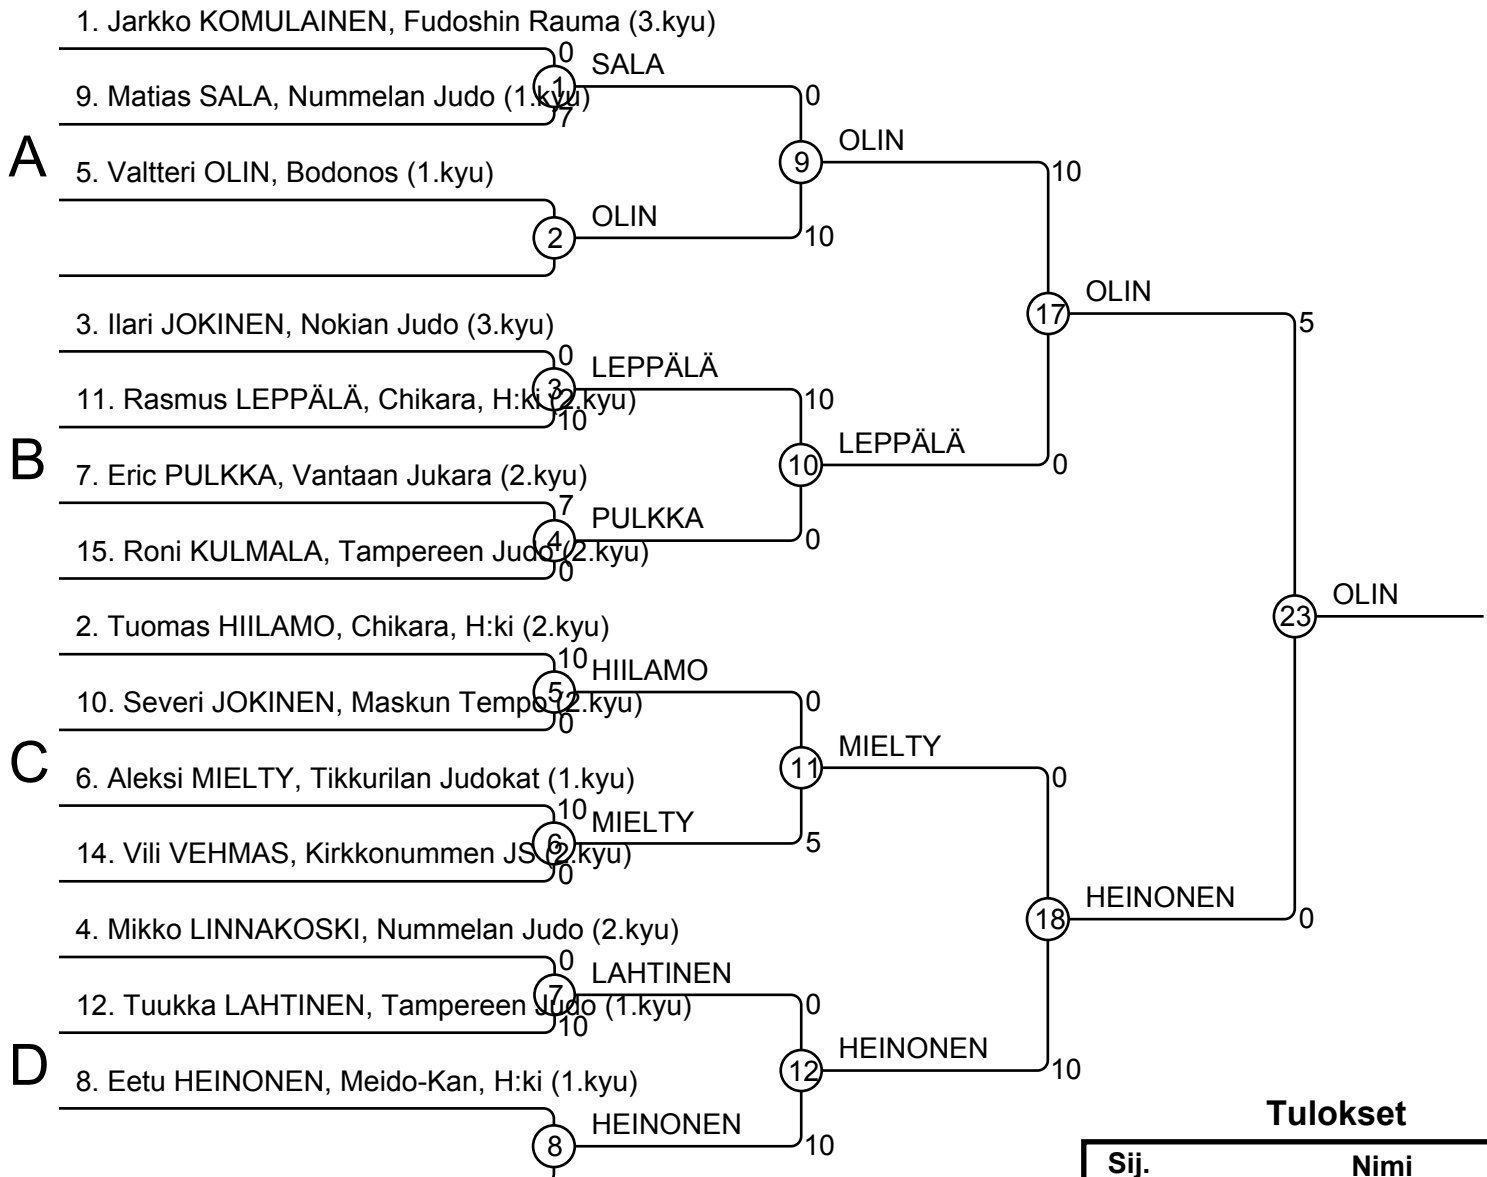 1. Jarkko KOMULAINEN, Fudoshin Rauma (3.kyu)
0
SALA
1
9. Matias SALA, Nummelan Judo (1.kyu)
0
7
A
OLIN
9
5. Valtteri OLIN, Bodonos (1.kyu)
10
OLIN
2
10
OLIN
3. Ilari JOKINEN, Nokian Judo (3.kyu)
17
5
0
LEPPÄLÄ
3
11. Rasmus LEPPÄLÄ, Chikara, H:ki (2.kyu)
10
10
B
LEPPÄLÄ
10
0
7. Eric PULKKA, Vantaan Jukara (2.kyu)
7
PULKKA
4
0
15. Roni KULMALA, Tampereen Judo (2.kyu)
0
OLIN
23
2. Tuomas HIILAMO, Chikara, H:ki (2.kyu)
10
HIILAMO
5
0
10. Severi JOKINEN, Maskun Tempo (2.kyu)
0
C
MIELTY
11
6. Aleksi MIELTY, Tikkurilan Judokat (1.kyu)
0
10
MIELTY
6
5
14. Vili VEHMAS, Kirkkonummen JS (2.kyu)
0
HEINONEN
18
0
4. Mikko LINNAKOSKI, Nummelan Judo (2.kyu)
0
LAHTINEN
7
0
12. Tuukka LAHTINEN, Tampereen Judo (1.kyu)
10
D
HEINONEN
12
10
8. Eetu HEINONEN, Meido-Kan, H:ki (1.kyu)
HEINONEN
8
10
Tulokset
Sij.
Nimi